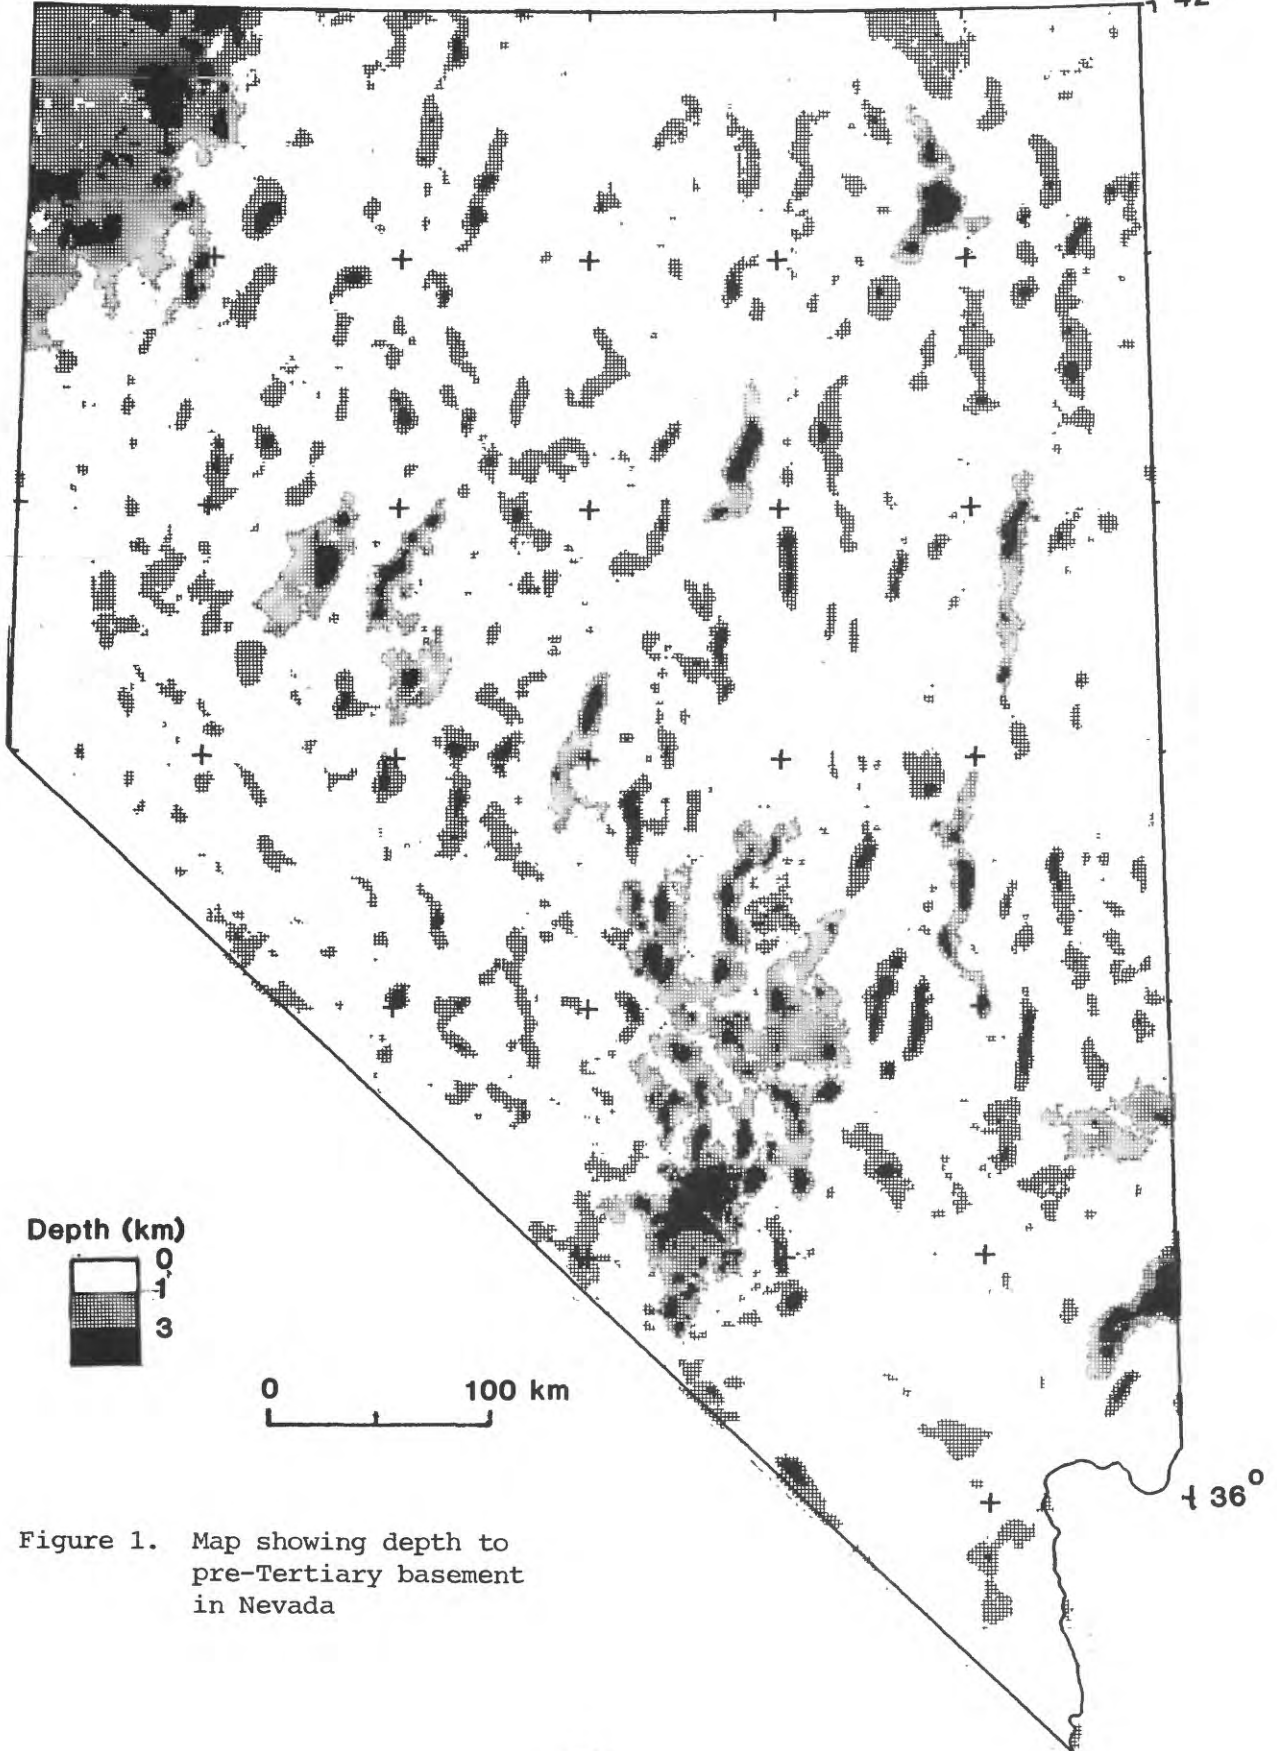 42
Depth (km)
0
1
3
0 100 km
36°
Figure 1. Map showing depth to
pre-Tertiary basement
in Nevada